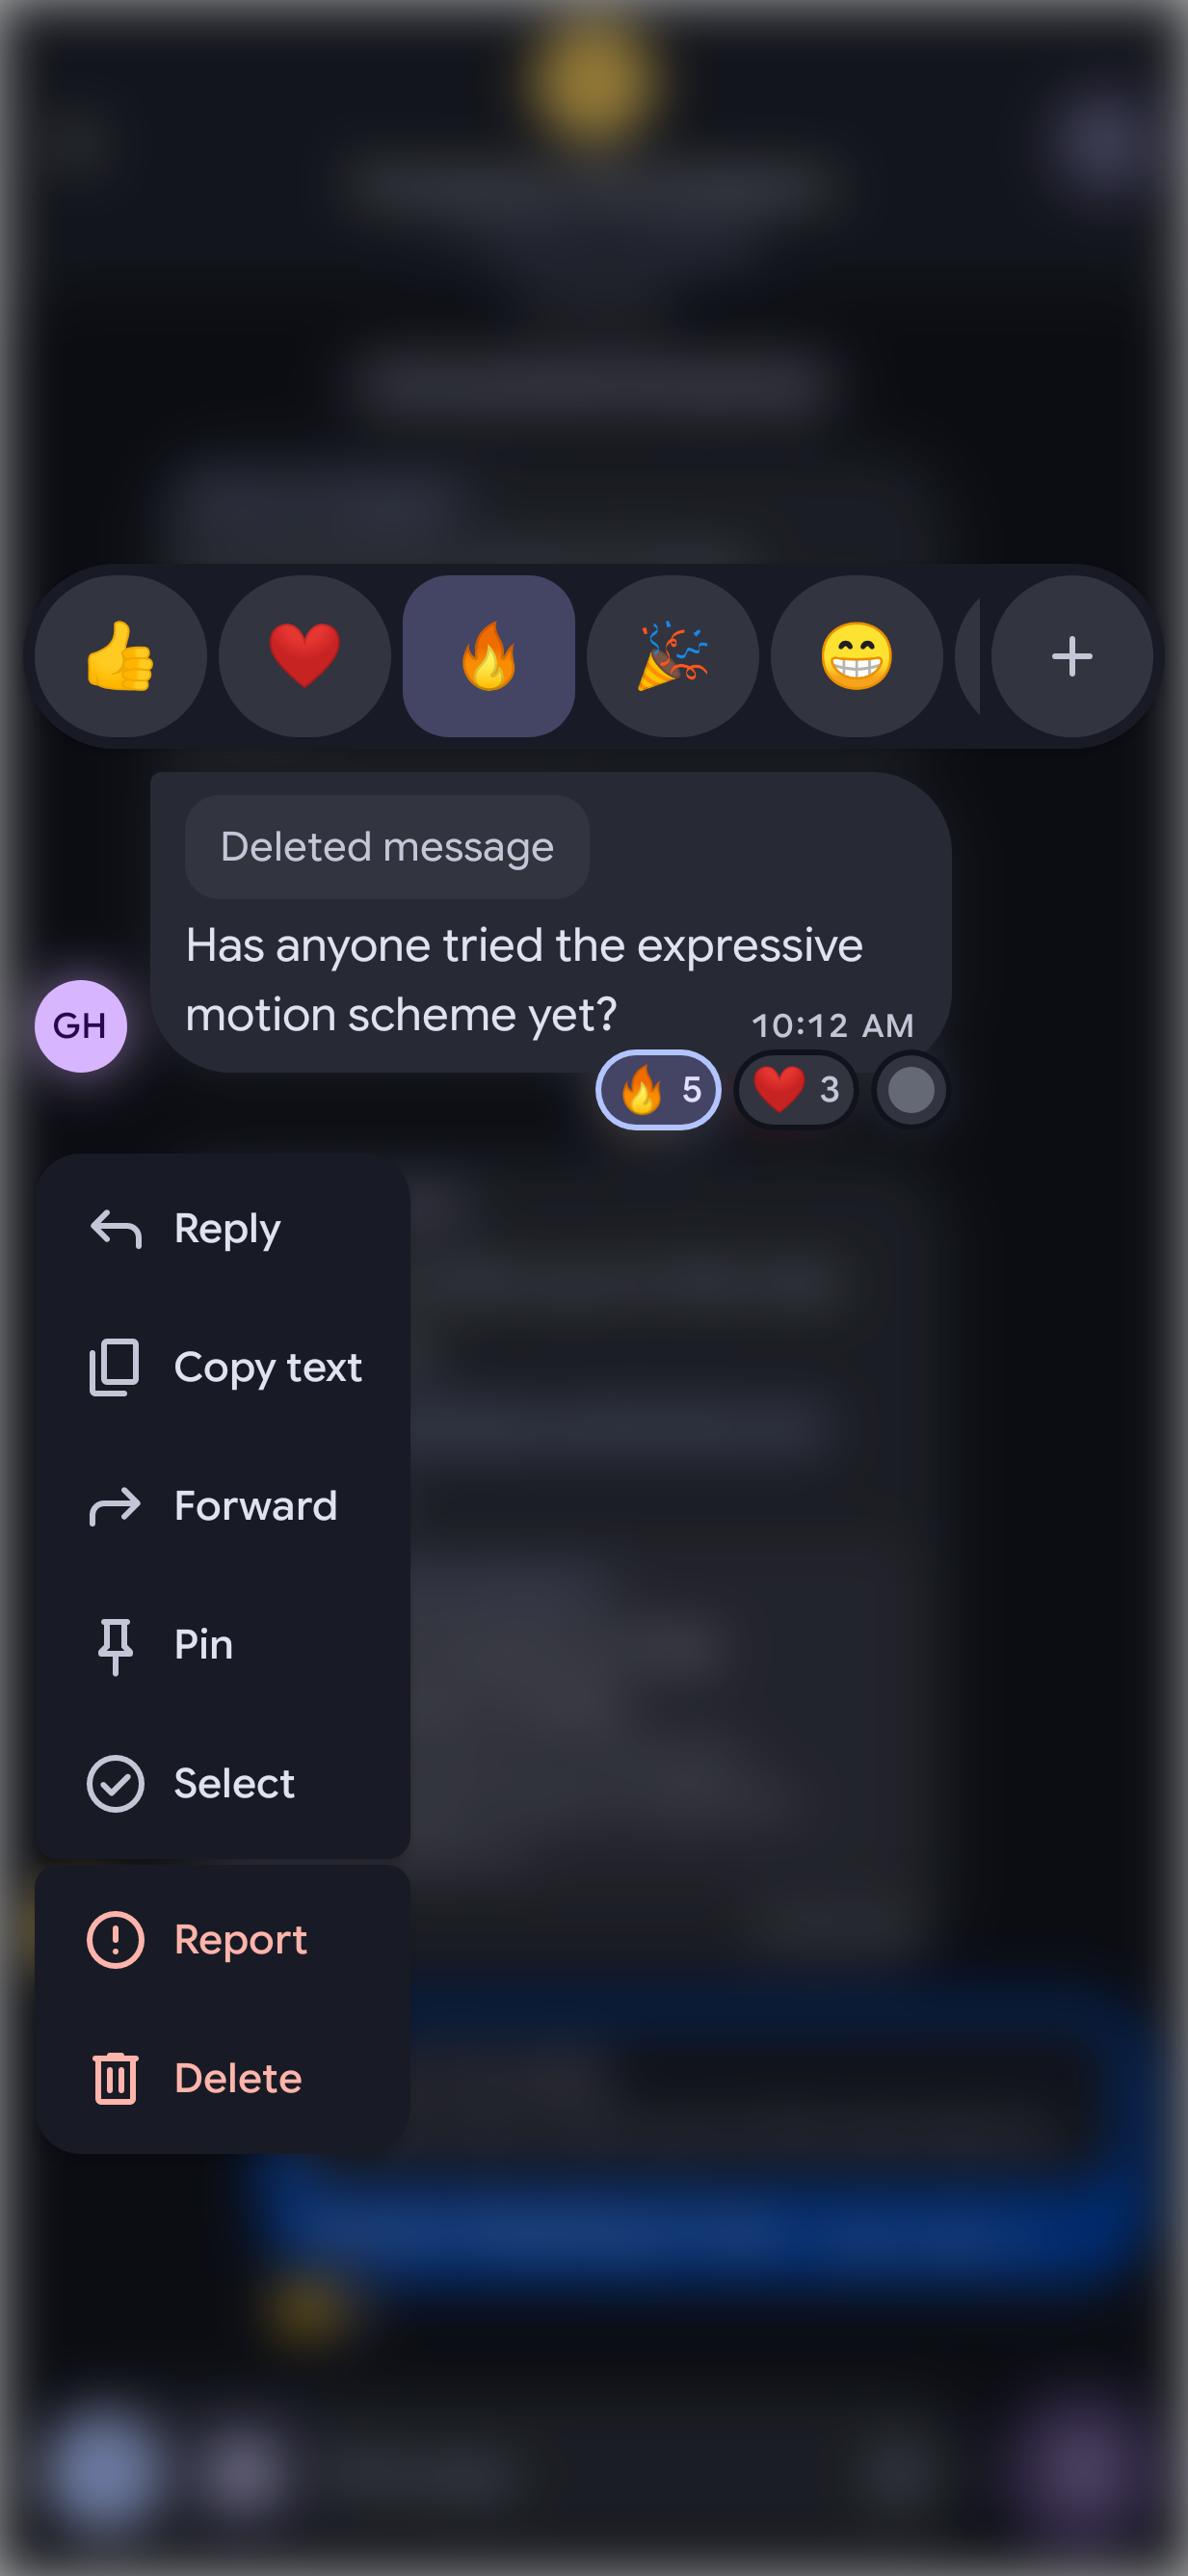 Deleted message
Has anyone tried the expressive
motion scheme yet?
10:12 AM
GH
5
3
Reply
Copy text
Forward
Pin
Select
Report
Delete